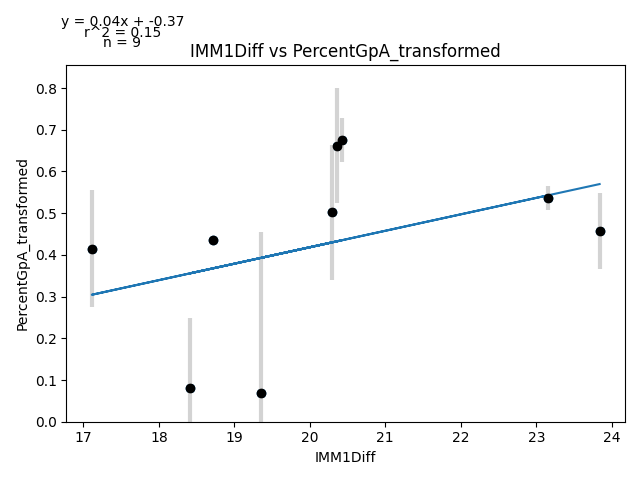 y = 0.04x + -0.37
r^2 = 0.15
n = 9
IMM1Diff vs PercentGpA_transformed
PercentGpA_transformed
0.8
0.7
0.6
0.5
0.4
0.3
0.2
0.1
0.0
17 18 19 20 21 22 23 24
IMM1Diff